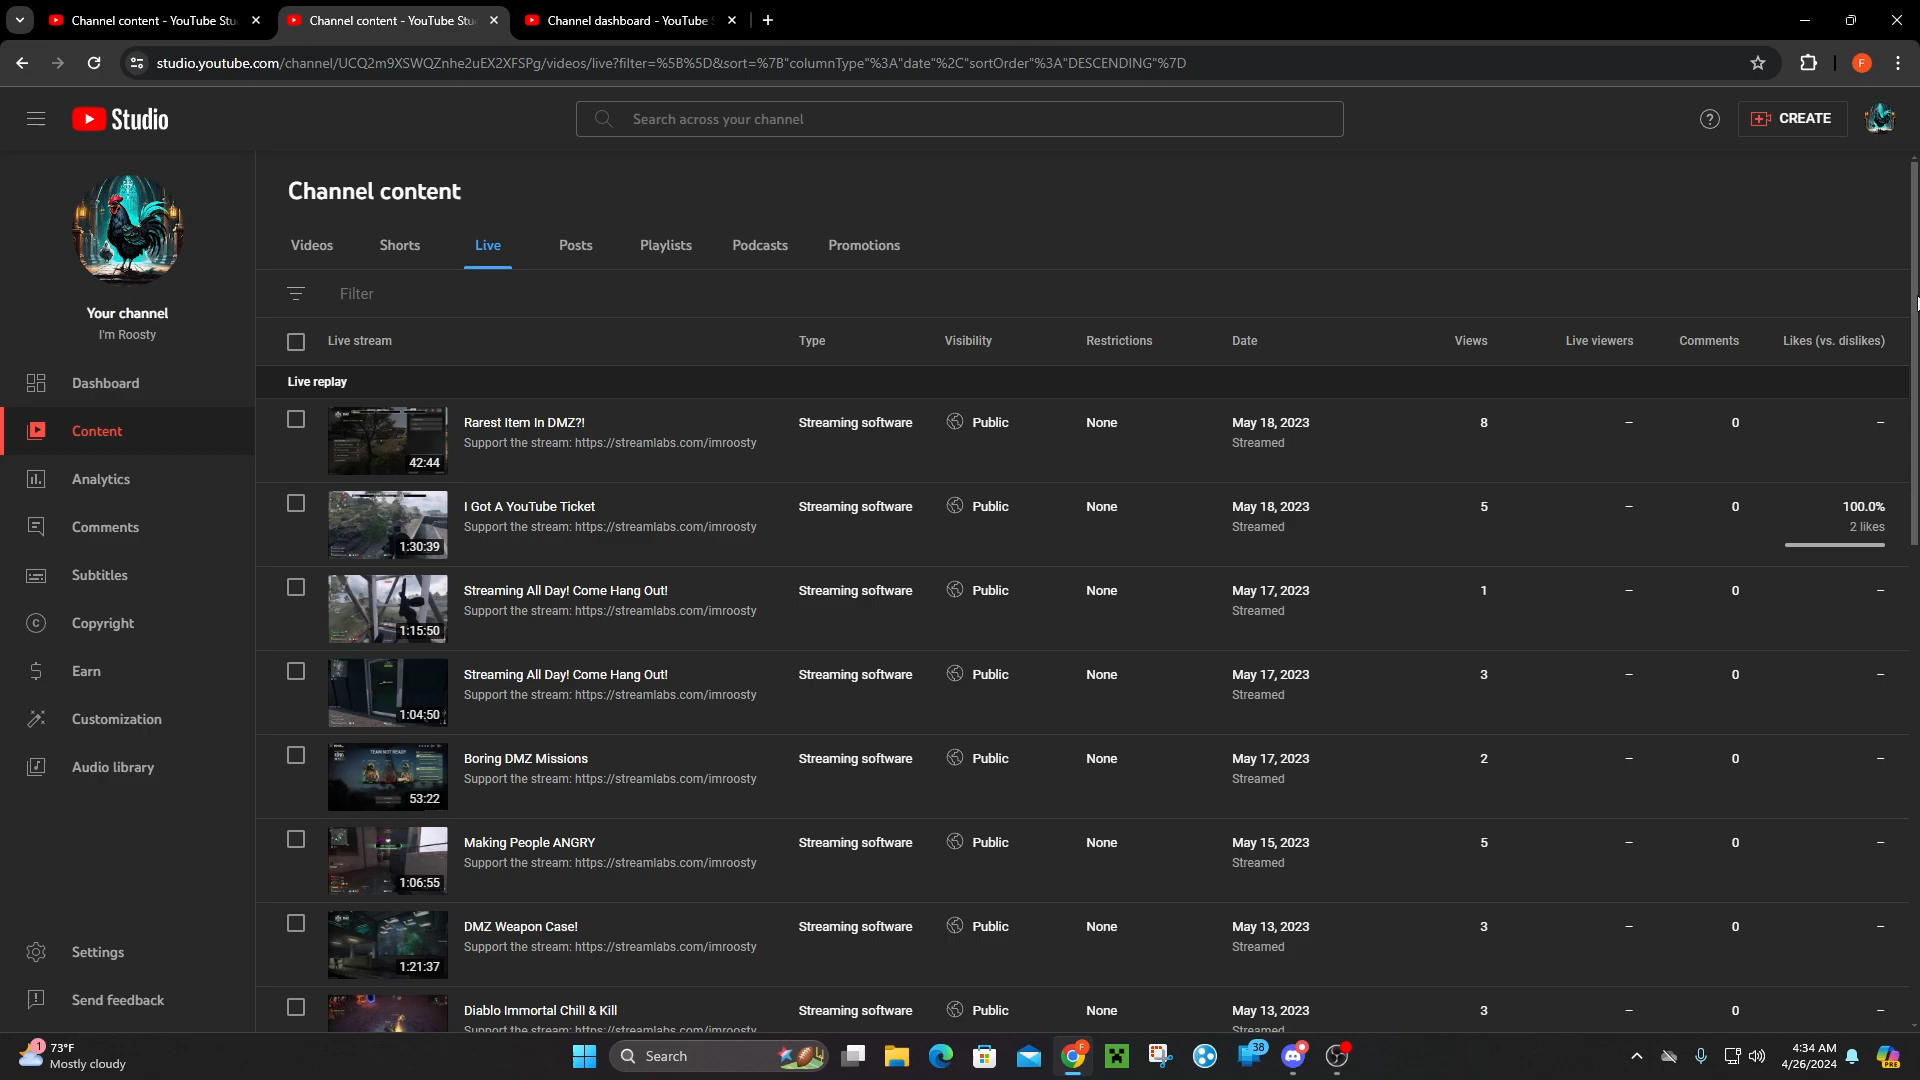 Channel content - YouTube Stu
Channel content - YouTube Stu
Channel dashboard - YouTube S
studio.youtube.com/channel/UCQ2m9XSWQZnhe2uEX2XFSPg/videos/live?filter=%5B%5D&sort=%7B"columnType"%3A"date"%2C"sortOrder"%3A"DESCENDING"%7D
F
Studio
Search across your channel
CREATE
Your channel
I'm Roosty
Dashboard
Content
Analytics
Comments
Subtitles
Copyright
Earn
Customization
Audio library
Settings
Send feedback
Channel content
Videos Shorts Live Posts Playlists Podcasts Promotions
Filter
Live stream Type Visibility Restrictions Date Views Live viewers Comments Likes (vs. dislikes)
Live replay
Rarest Item In DMZ?! Streaming software Public None May 18, 2023 8 – 0 –
Support the stream: https://streamlabs.com/imroosty Streamed
42:44
I Got A YouTube Ticket Streaming software Public None May 18, 2023 5 – 0 100.0%
Support the stream: https://streamlabs.com/imroosty Streamed 2 likes
1:30:39
Streaming All Day! Come Hang Out! Streaming software Public None May 17, 2023 1 – 0 –
Support the stream: https://streamlabs.com/imroosty Streamed
1:15:50
Streaming All Day! Come Hang Out! Streaming software Public None May 17, 2023 3 – 0 –
Support the stream: https://streamlabs.com/imroosty Streamed
1:04:50
Boring DMZ Missions Streaming software Public None May 17, 2023 2 – 0 –
Support the stream: https://streamlabs.com/imroosty Streamed
TEAM NOT READY
53:22
Making People ANGRY Streaming software Public None May 15, 2023 5 – 0 –
Support the stream: https://streamlabs.com/imroosty Streamed
1:06:55
DMZ Weapon Case! Streaming software Public None May 13, 2023 3 – 0 –
Support the stream: https://streamlabs.com/imroosty Streamed
1:21:37
Diablo Immortal Chill & Kill Streaming software Public None May 13, 2023 3 – 0 –
Support the stream: https://streamlabs.com/imroosty Streamed
1
73°F
Mostly cloudy
Search
F
38
4:34 AM
4/26/2024
PRE